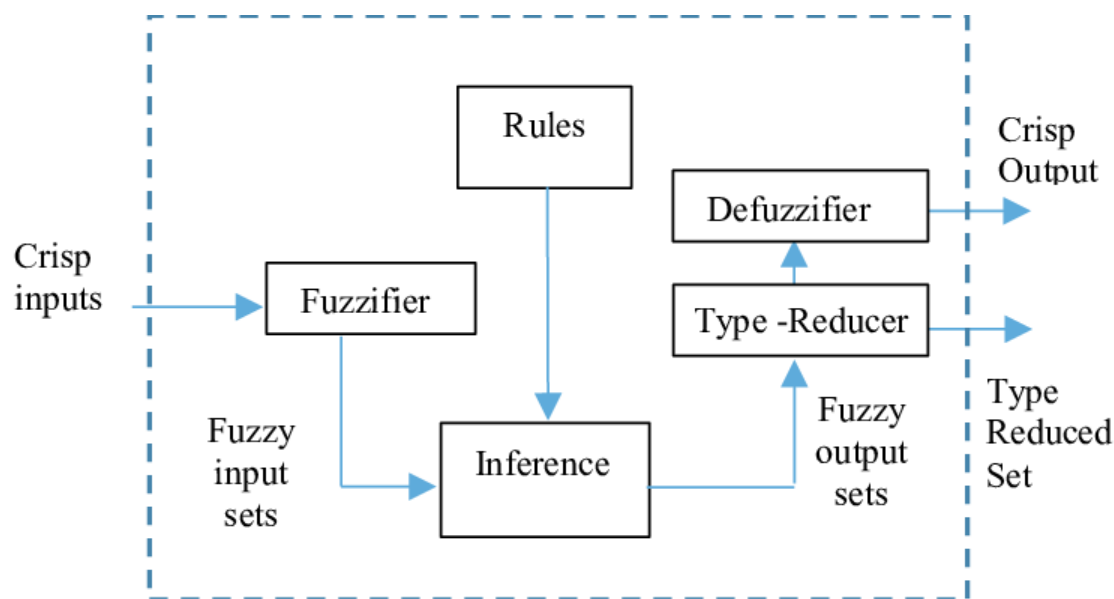 Rules
Crisp
Output
Defuzzifier
Crisp
inputs
Fuzzifier
Type -Reducer
Fuzzy
input
sets
Inference
Fuzzy
output
sets
Type
Reduced
Set